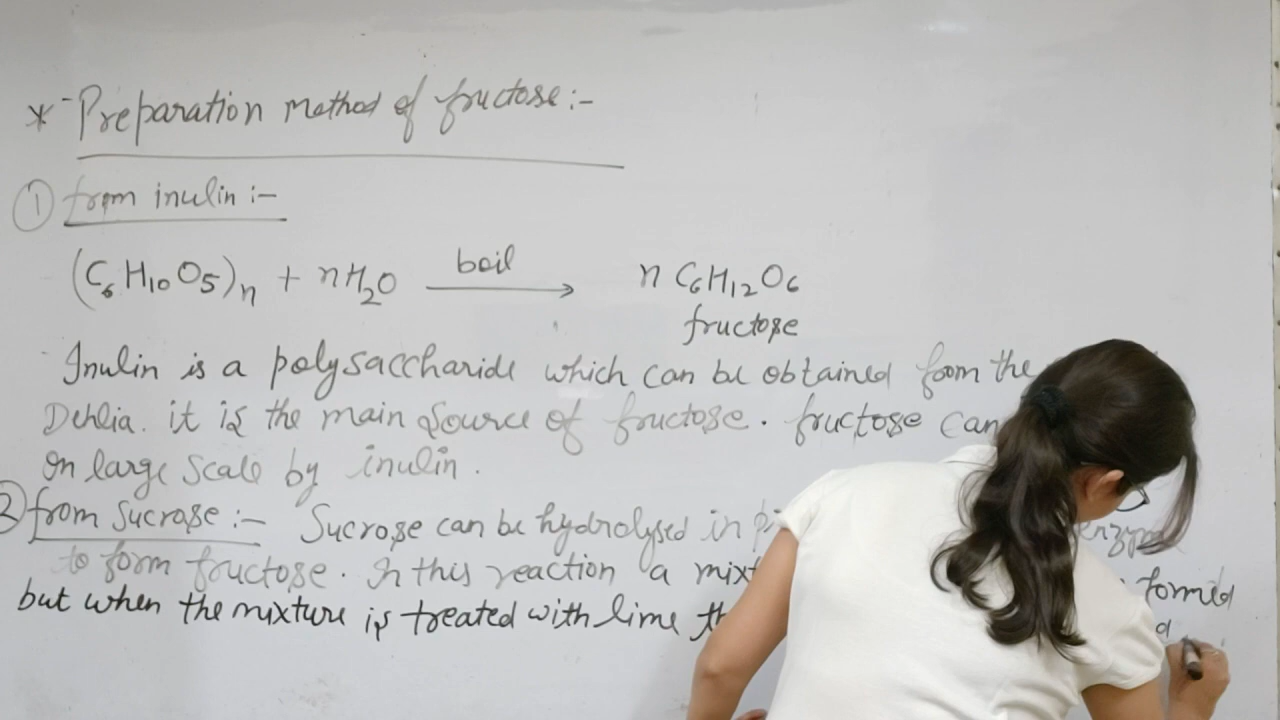 * Preparation method of fructose :-
① from inulin :-
(C₆H₁₀O₅)ₙ + nH₂O boil → n C₆H₁₂O₆
fructose
Inulin is a polysaccharide which can be obtained from the
Dehlia. it is the main source of fructose. fructose can
on large scale by inulin.
② from sucrose :- Sucrose can be hydrolysed in
to form fructose. In this reaction a formed
but when the mixture is treated with lime a